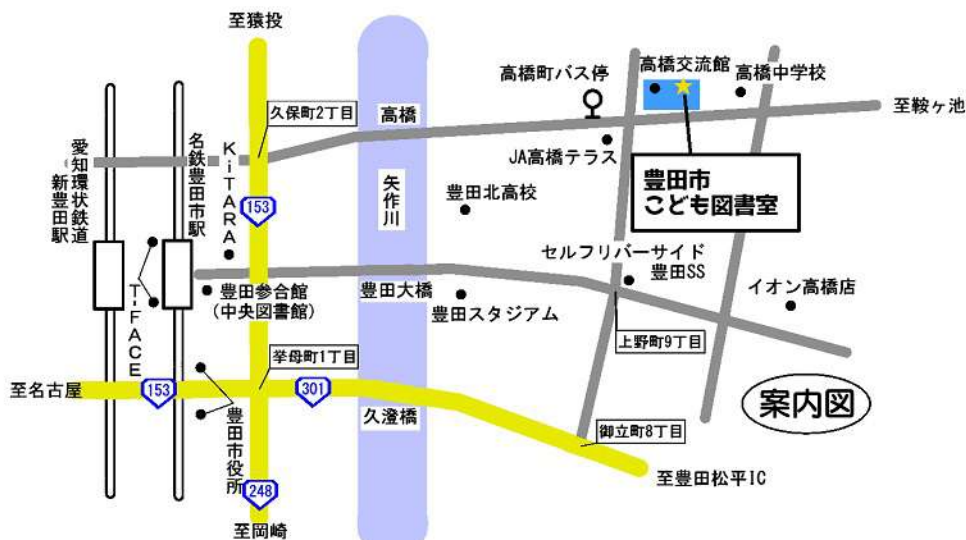 至猿投
高橋交流館
高橋町バス停
高橋中学校
久保町2丁目
高橋
至鞍ヶ池
JA高橋テラス
愛知環状鉄道
新豊田駅
名鉄豊田市駅
KiTARA
153
矢作川
豊田北高校
豊田市
こども図書室
セルフリバーサイド
豊田SS
T-FACE
豊田参合館
(中央図書館)
豊田大橋
豊田スタジアム
イオン高橋店
上野町9丁目
挙母町1丁目
至名古屋
153
301
久澄橋
案内図
豊田市役所
御立町8丁目
至豊田松平IC
248
至岡崎